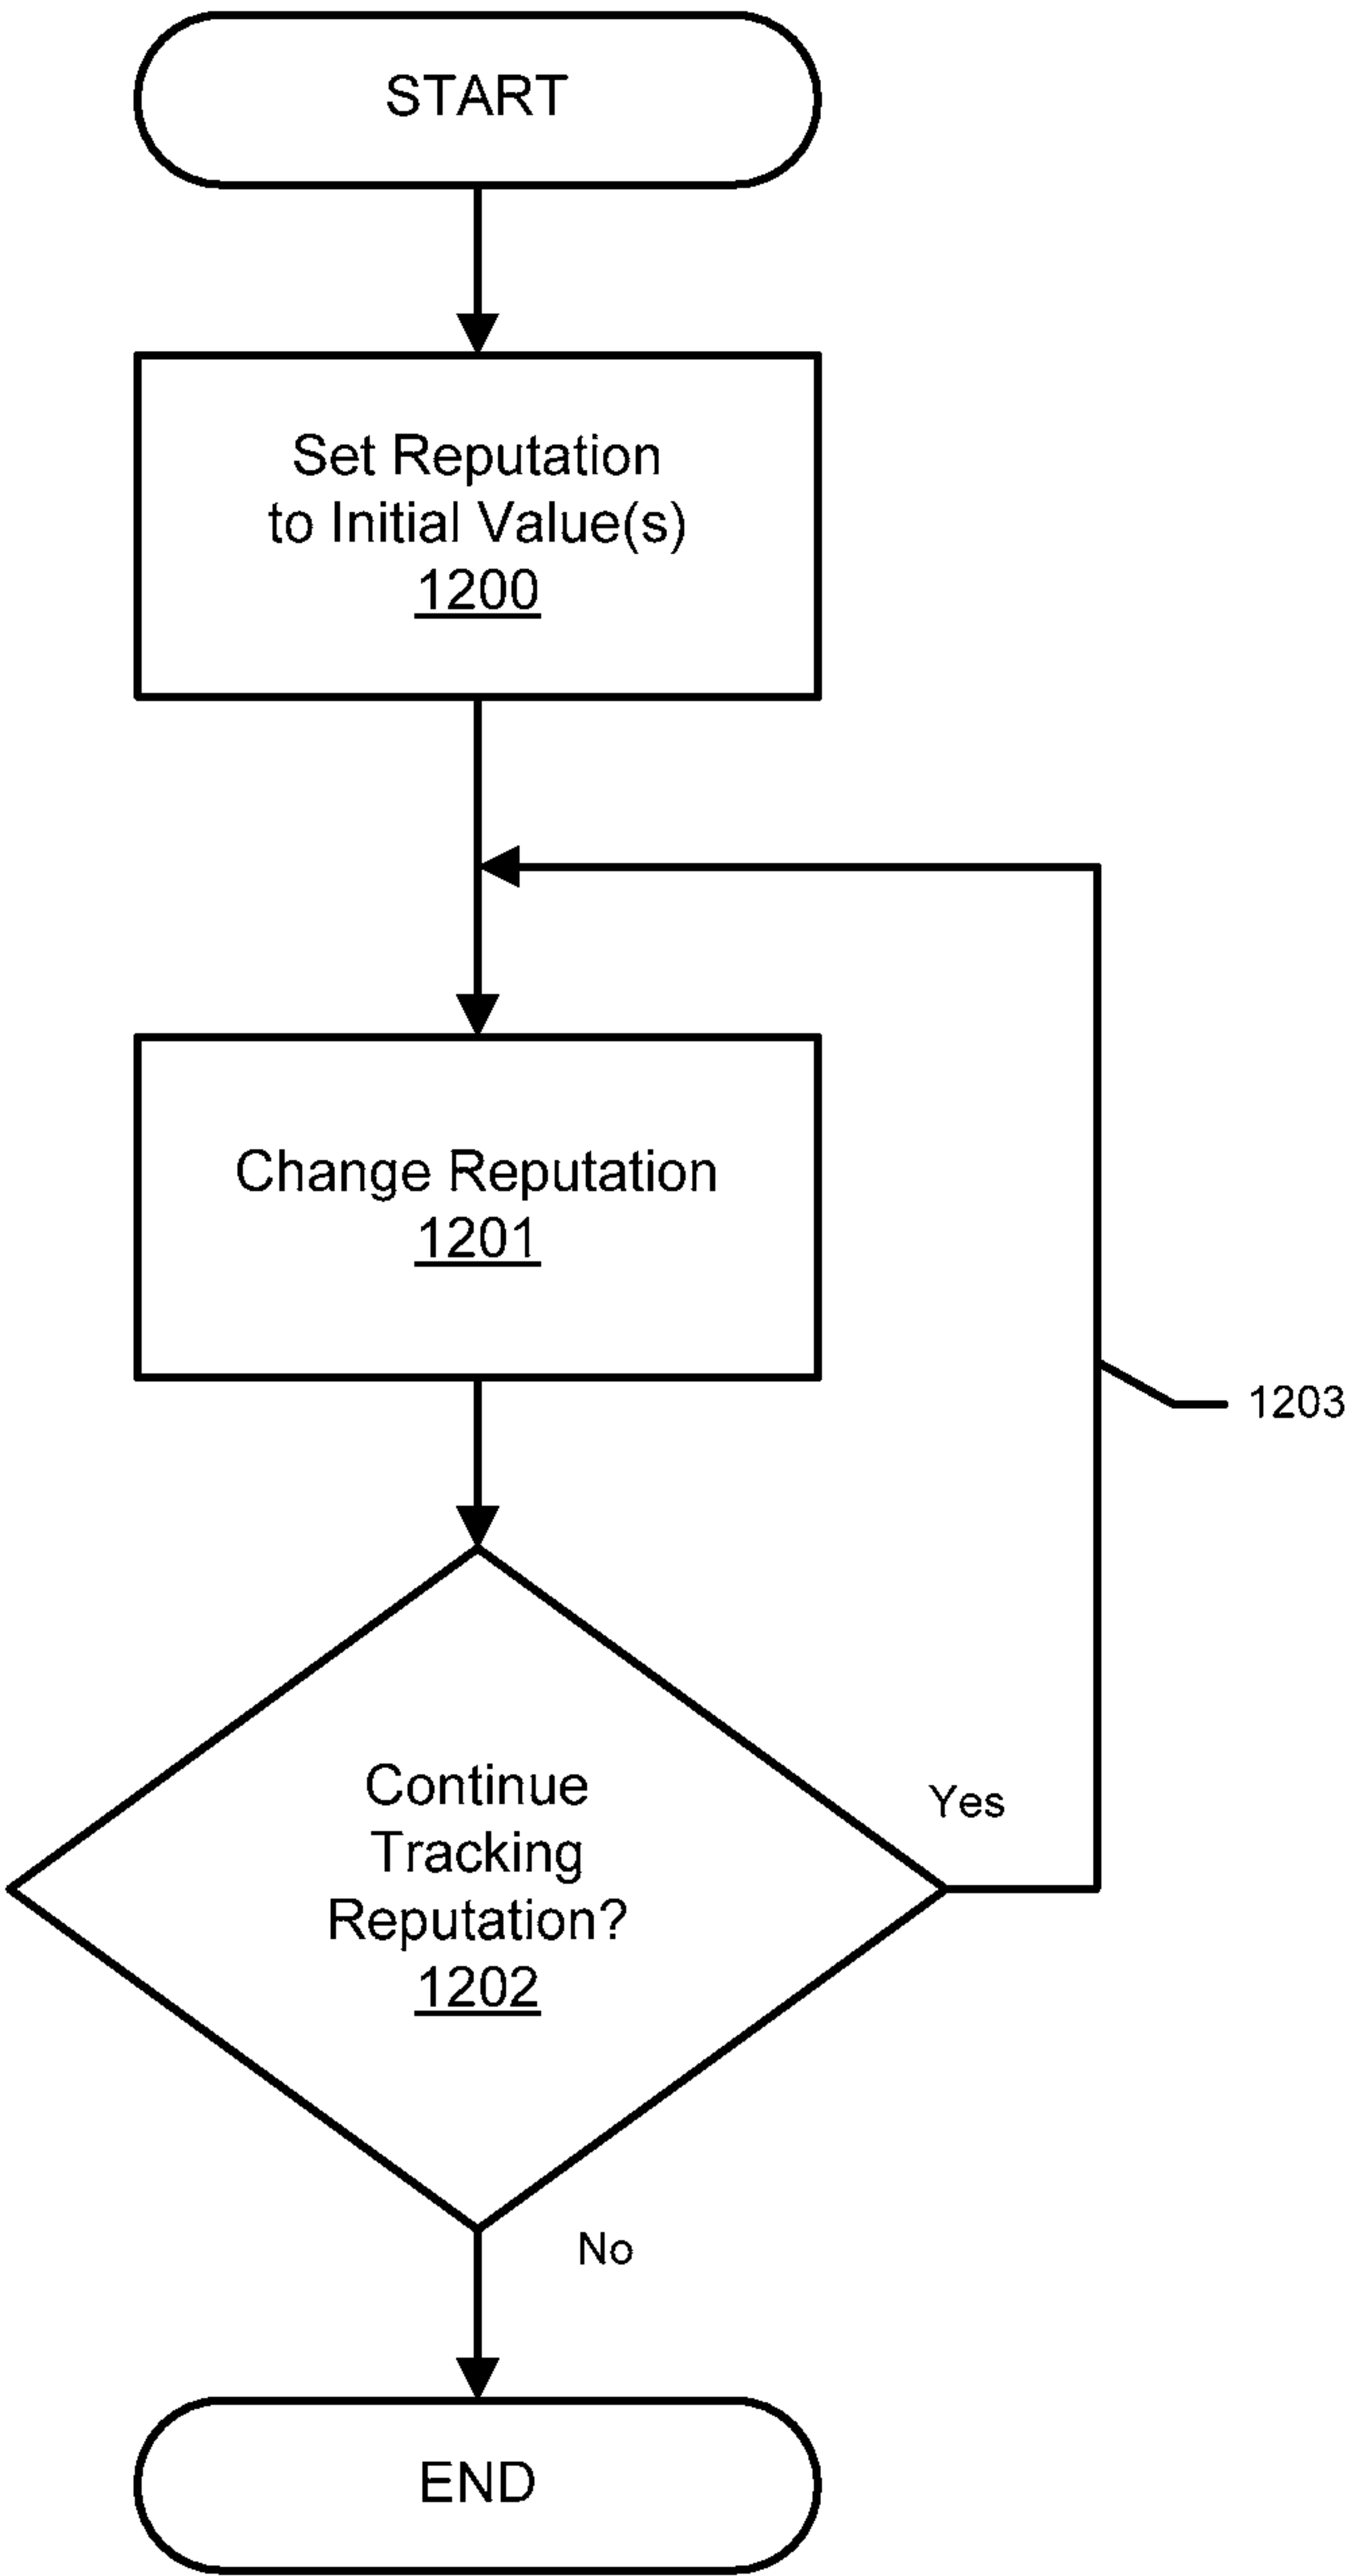 START
Set Reputation
to Initial Value(s)
1200
Change Reputation
1201
1203
Continue
Tracking
Reputation?
1202
Yes
No
END